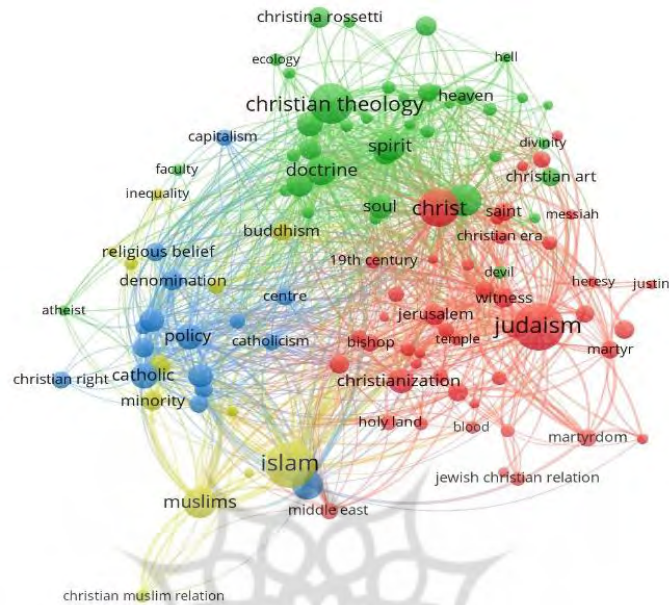 christina rossetti
ecology
hell
christian theology
heaven
capitalism
spirit
divinity
faculty
doctrine
christian art
inequality
soul
christ
saint
messiah
buddhism
christian era
religious belief
19th century
denomination
devil
heresy
justin
centre
witness
atheist
jerusalem
judaism
policy
catholicism
bishop
temple
martyr
christian right
catholic
christianization
minority
holy land
blood
martyrdom
islam
jewish christian relation
muslims
middle east
christian muslim relation